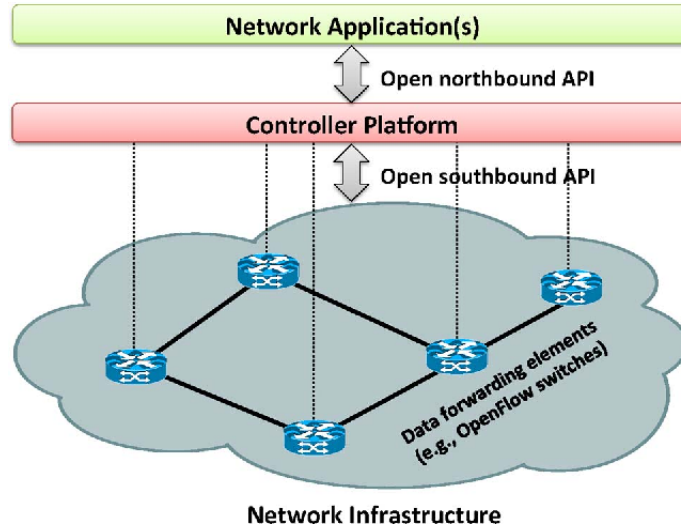 Network Application(s)
Open northbound API
Controller Platform
Open southbound API
Data forwarding elements
(e.g., OpenFlow switches)
Network Infrastructure